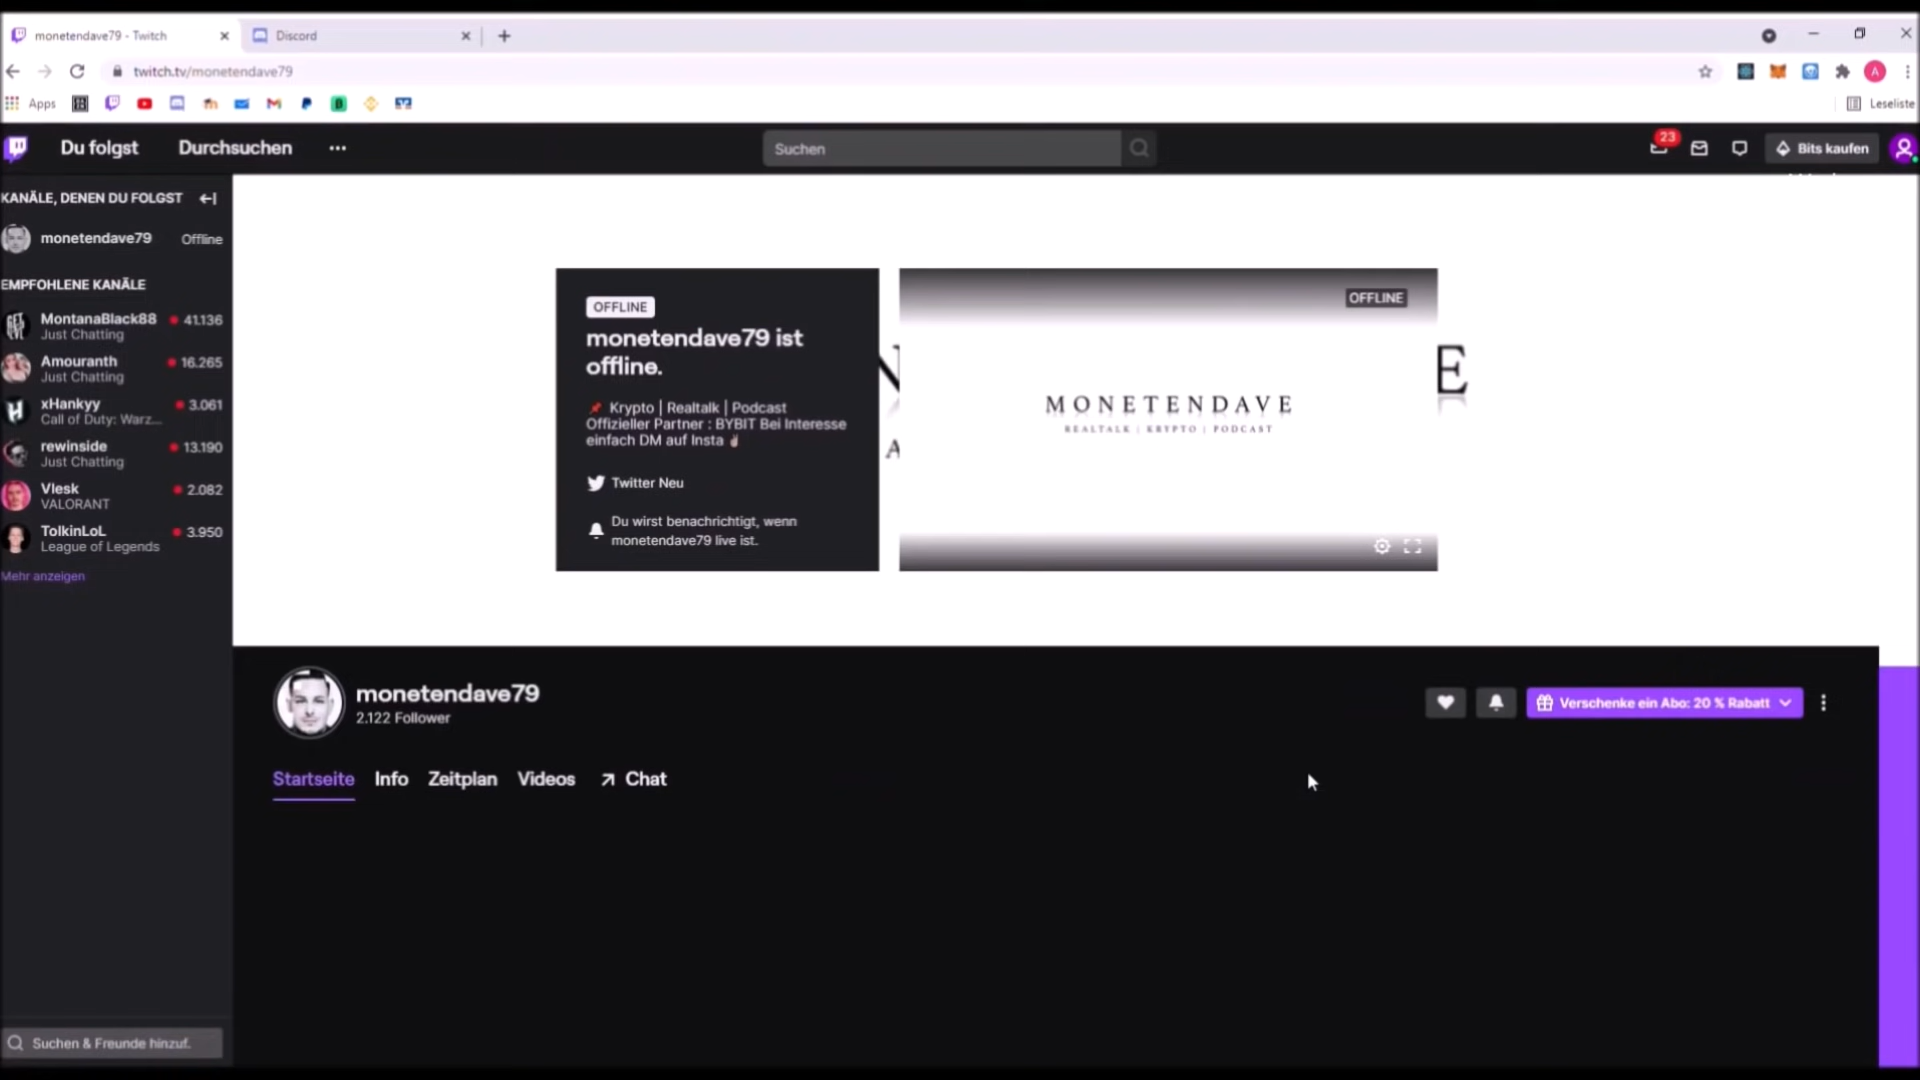 monetendave79 - Twitch
Discord
twitch.tv/monetendave79
Apps
Leseliste
Du folgst
Durchsuchen
Suchen
23
Bits kaufen
KANÄLE, DENEN DU FOLGST
monetendave79
Offline
EMPFOHLENE KANÄLE
MontanaBlack88
41.136
Just Chatting
Amouranth
16.265
Just Chatting
xHankyy
3.061
Call of Duty: Warz...
rewinside
13.190
Just Chatting
Vlesk
2.082
VALORANT
TolkinLoL
3.950
League of Legends
Mehr anzeigen
Suchen & Freunde hinzuf.
OFFLINE
monetendave79 ist
offline.
Krypto | Realtalk | Podcast
Offizieller Partner : BYBIT Bei Interesse
einfach DM auf Insta
Twitter Neu
Du wirst benachrichtigt, wenn
monetendave79 live ist.
OFFLINE
MONETENDAVE
REALTALK | KRYPTO | PODCAST
E
monetendave79
2.122 Follower
Verschenke ein Abo: 20 % Rabatt
Startseite
Info
Zeitplan
Videos
Chat
A